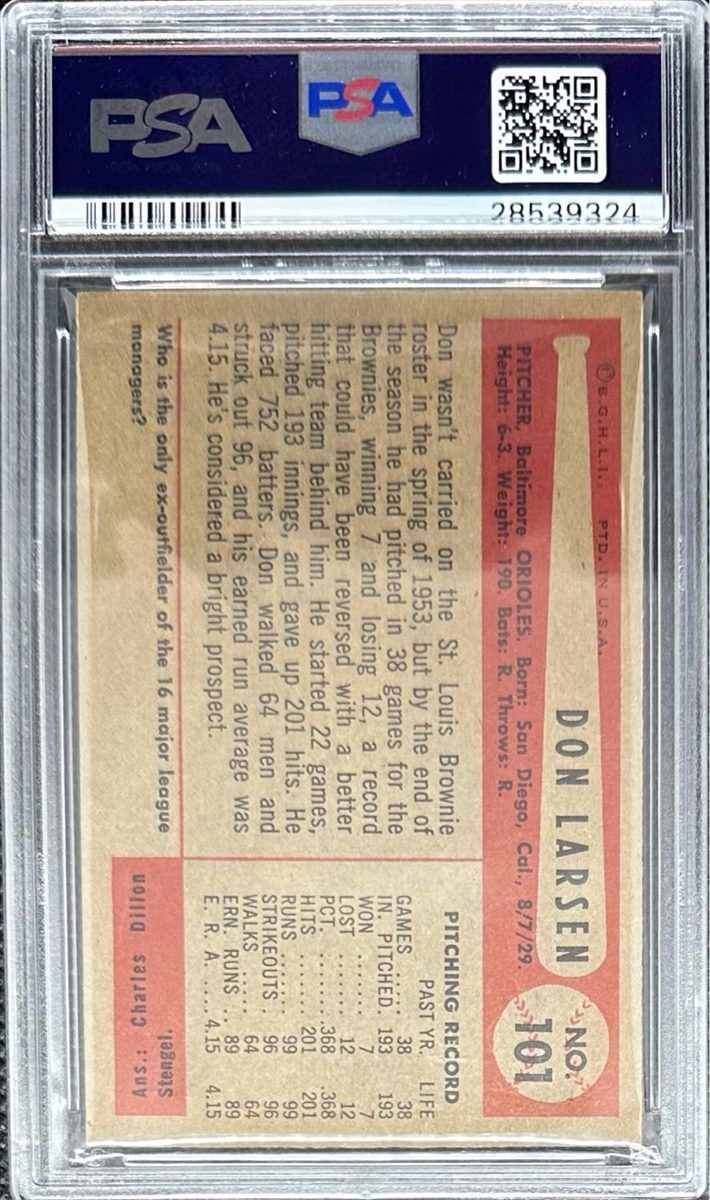 PSA
PSA
28539324
© B.G.H.L.I., PTD. IN U.S.A.
DON LARSEN
NO.
101
PITCHER, Baltimore ORIOLES. Born: San Diego, Cal., 8/7/29.
Height: 6-3. Weight: 190. Bats: R. Throws: R.
Don wasn't carried on the St. Louis Brownie
roster in the spring of 1953, but by the end of
the season he had pitched in 38 games for the
Brownies, winning 7 and losing 12, a record
that could have been reversed with a better
hitting team behind him. He started 22 games,
pitched 193 innings, and gave up 201 hits. He
faced 752 batters. Don walked 64 men and
struck out 96, and his earned run average was
4.15. He's considered a bright prospect.
PITCHING RECORD
PAST YR. LIFE
GAMES ..... 38 38
IN. PITCHED. 193 193
WON ....... 7 7
LOST ...... 12 12
PCT. ...... .368 .368
HITS ...... 201 201
RUNS ...... 99 99
STRIKEOUTS . 96 96
WALKS ..... 64 64
ERN. RUNS .. 89 89
E. R. A. .... 4.15 4.15
Who is the only ex-outfielder of the 16 major league
managers?
Ans.: Charles Dillon
Stengel.